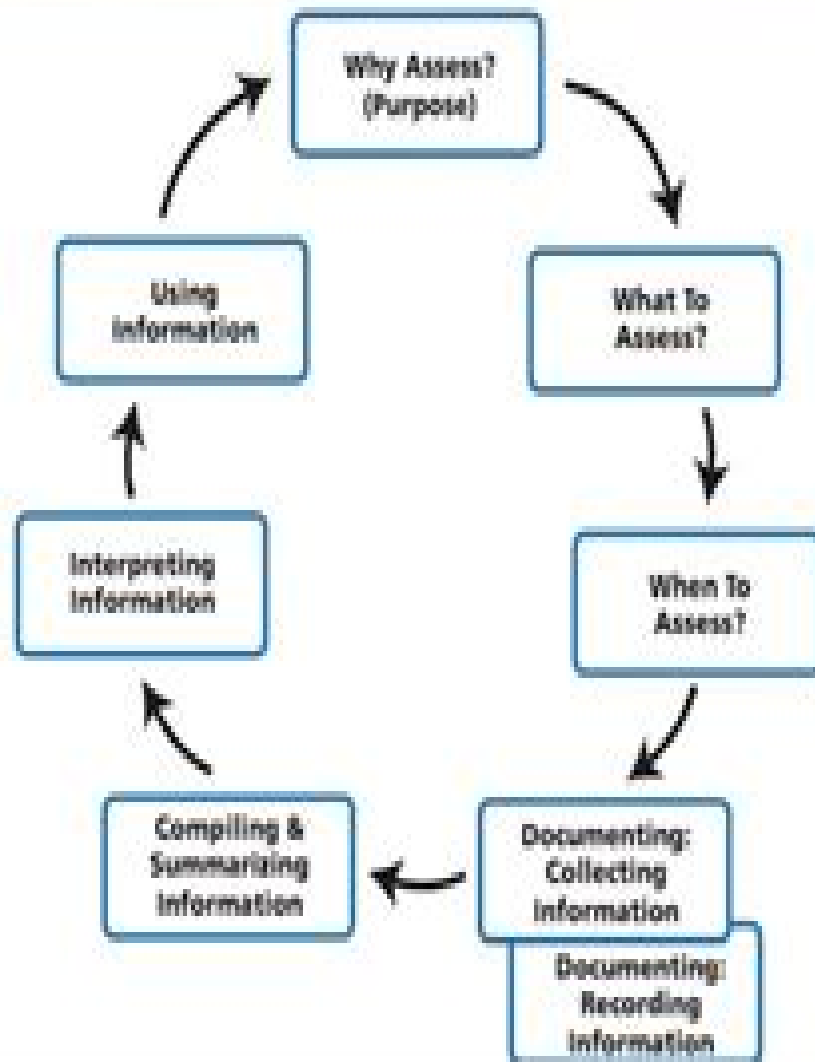 Why Assess?
(Purpose)
What To
Assess?
When To
Assess?
Documenting:
Collecting
Information
Documenting:
Recording
Information
Compiling &
Summarizing
Information
Interpreting
Information
Using
Information